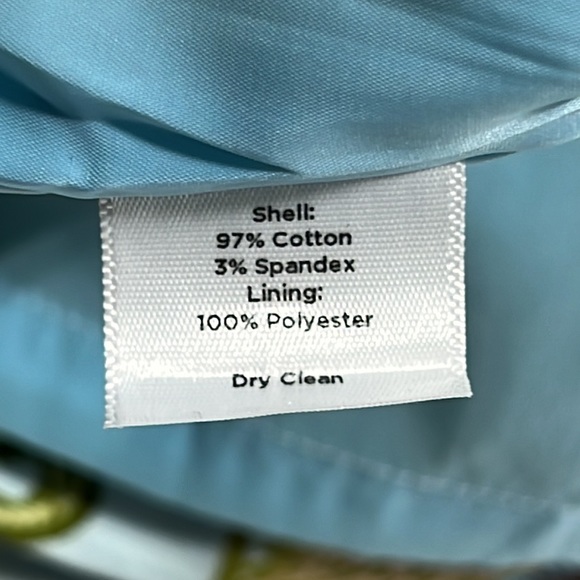 Shell:
97% Cotton
3% Spandex
Lining:
100% Polyester
Dry Clean